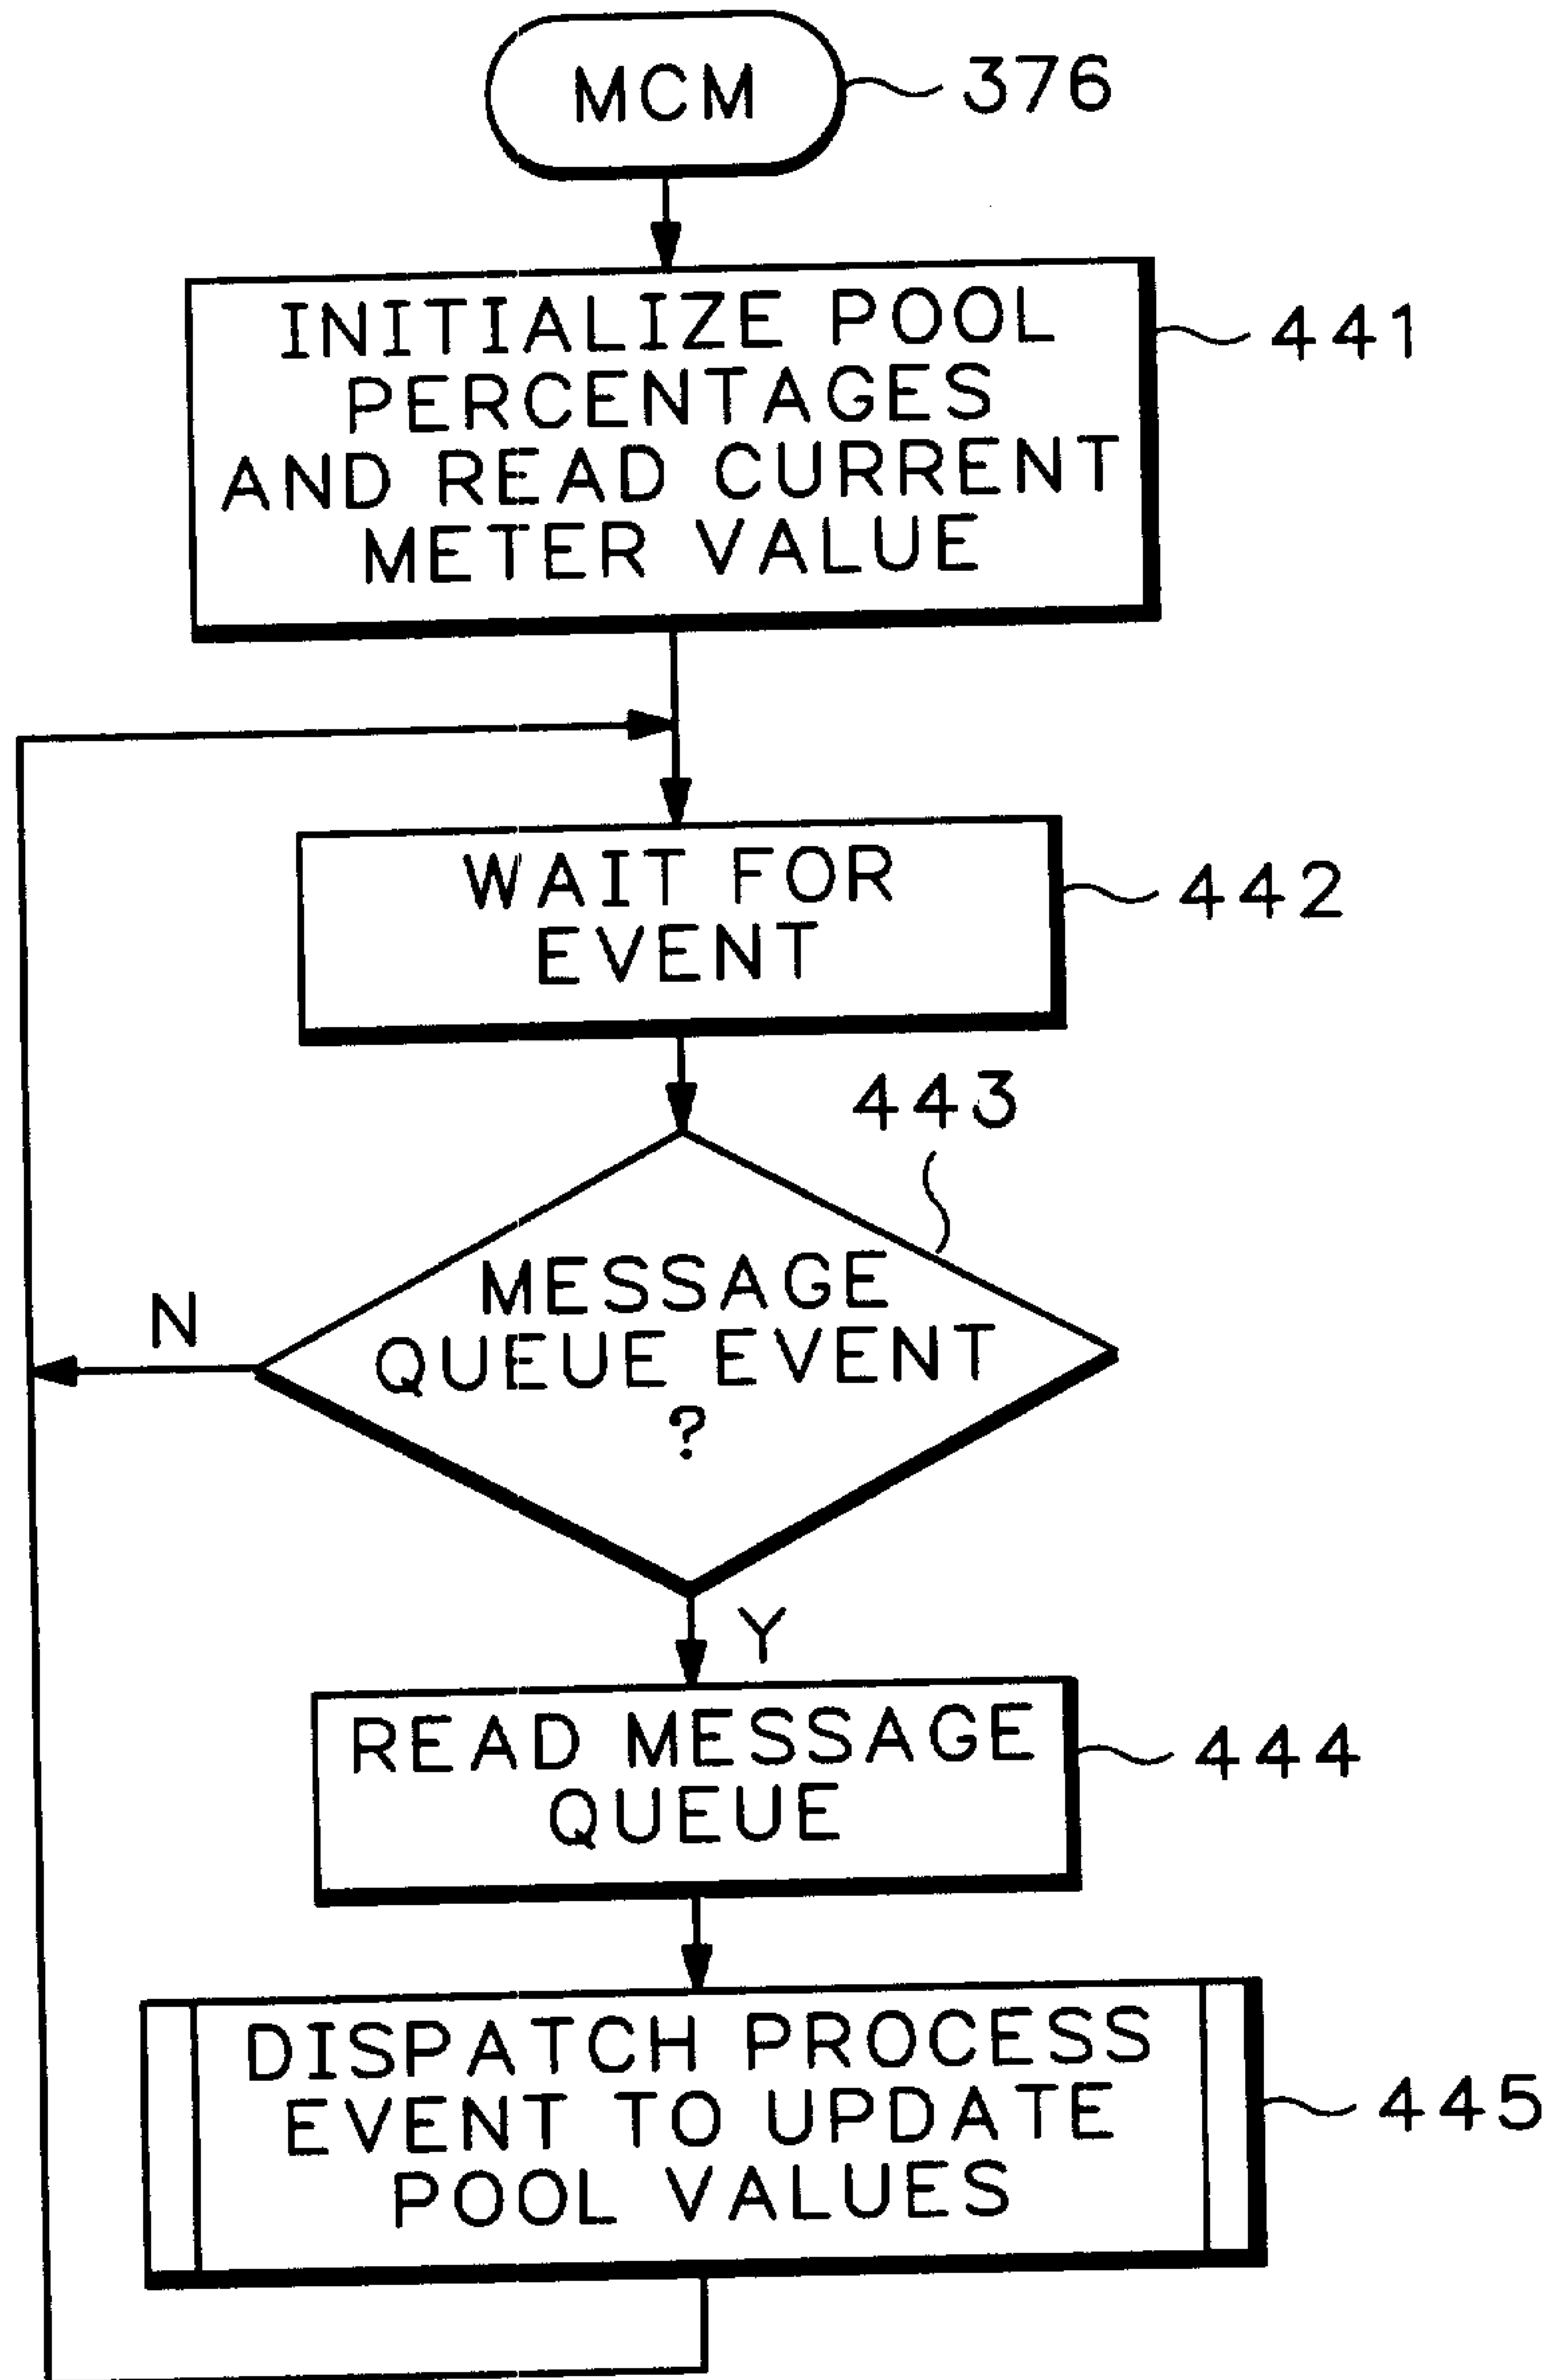 MCM
376
INITIALIZE POOL
PERCENTAGES
AND READ CURRENT
METER VALUE
441
WAIT FOR
EVENT
442
443
MESSAGE
QUEUE EVENT
?
N
Y
READ MESSAGE
QUEUE
444
DISPATCH PROCESS
EVENT TO UPDATE
POOL VALUES
445